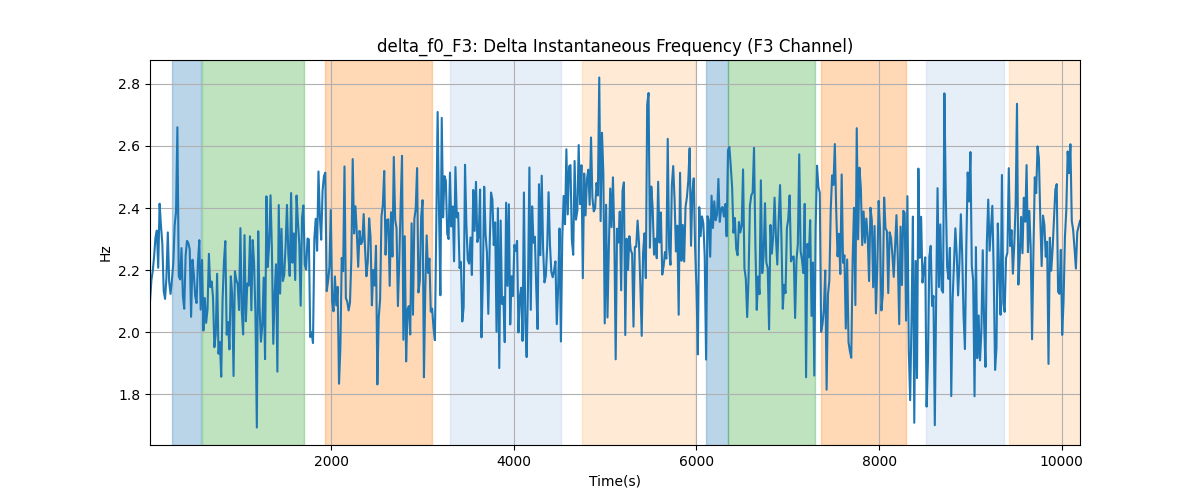 delta_f0_F3: Delta Instantaneous Frequency (F3 Channel)
Hz
2.8
2.6
2.4
2.2
2.0
1.8
2000 4000 6000 8000 10000
Time(s)